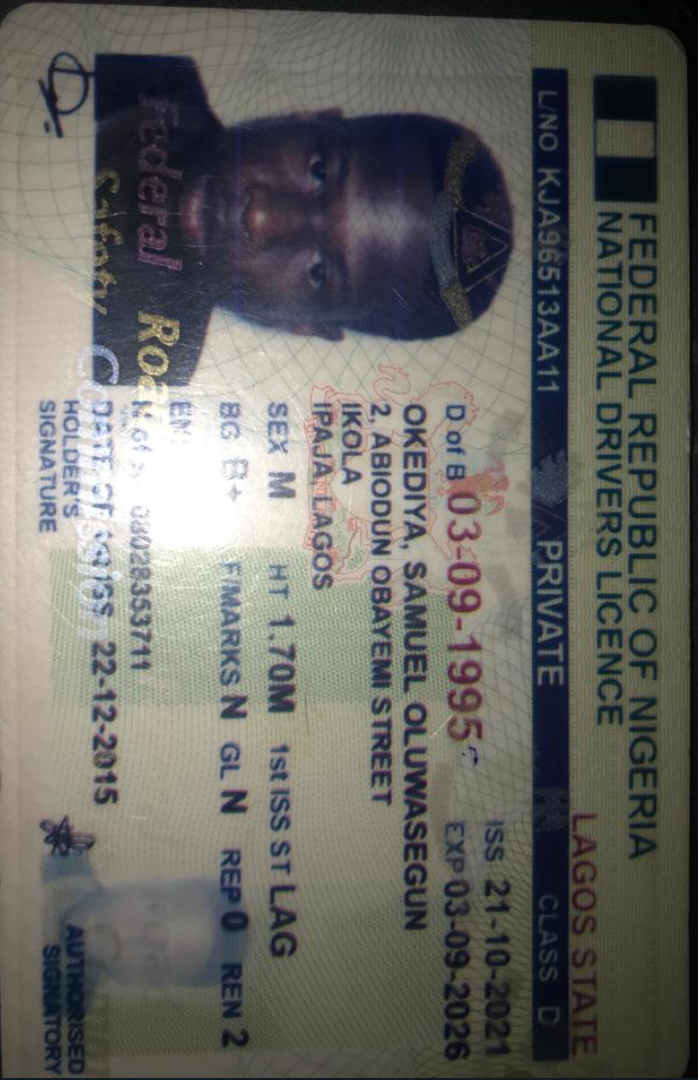 FEDERAL REPUBLIC OF NIGERIA
NATIONAL DRIVERS LICENCE
LAGOS STATE
L/NO KJA96513AA11 PRIVATE CLASS D
ISS 21-10-2021
D of B 03-09-1995 EXP 03-09-2026
OKEDIYA, SAMUEL OLUWASEGUN
2, ABIODUN OBAYEMI STREET
IKOLA
IPAJA LAGOS
SEX M HT 1.70M 1st ISS ST LAG
BG B+ F/MARKS N GL N REP 0 REN 2
N of 08028353711
DATE OF 1st ISS 22-12-2015
HOLDER'S
SIGNATURE
AUTHORISED
SIGNATORY
Federal Road
Safety